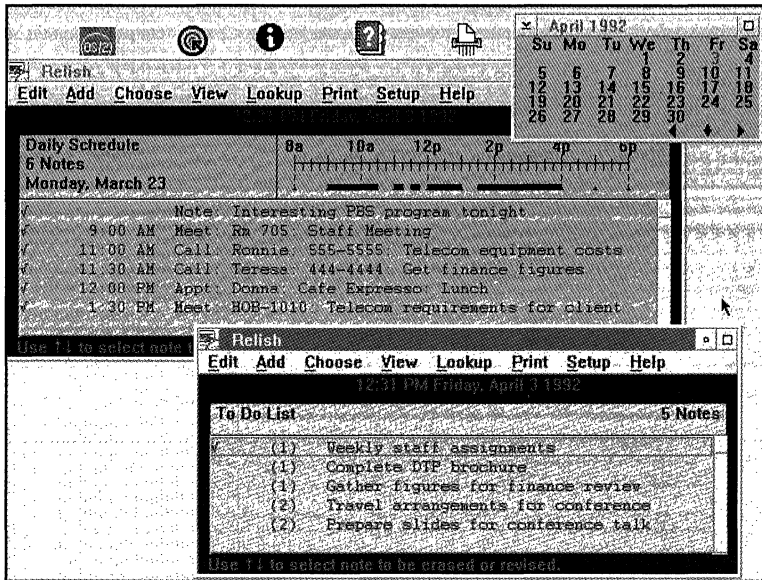 April 1992
Su Mo Tu We Th Fr Sa
1 2 4
5 6 7 8 9 10 11
12 13 14 15 16 17 18
19 20 21 22 23 24 25
26 27 28 29 30
Relish
Edit Add Choose View Lookup Print Setup Help
Friday, April 3 1992
Daily Schedule
8a 10a 12p 2p 4p 6p
6 Notes
Monday, March 23
Note: Interesting PBS program tonight
9:00 AM Meet: Rm 705: Staff Meeting
11:00 AM Call: Ronnie: 555-5555: Telecom equipment costs
11:30 AM Call: Teresa: 444-4444: Get finance figures
12:00 PM Appt: Donna: Cafe Expresso: Lunch
1:30 PM Meet: HOB-1010: Telecom requirements for client
Use ↑↓ to select note
Relish
Edit Add Choose View Lookup Print Setup Help
12:31 PM Friday, April 3 1992
To Do List 5 Notes
(1) Weekly staff assignments
(1) Complete DTP brochure
(1) Gather figures for finance review
(2) Travel arrangements for conference
(2) Prepare slides for conference talk
Use ↑↓ to select note to be erased or revised.